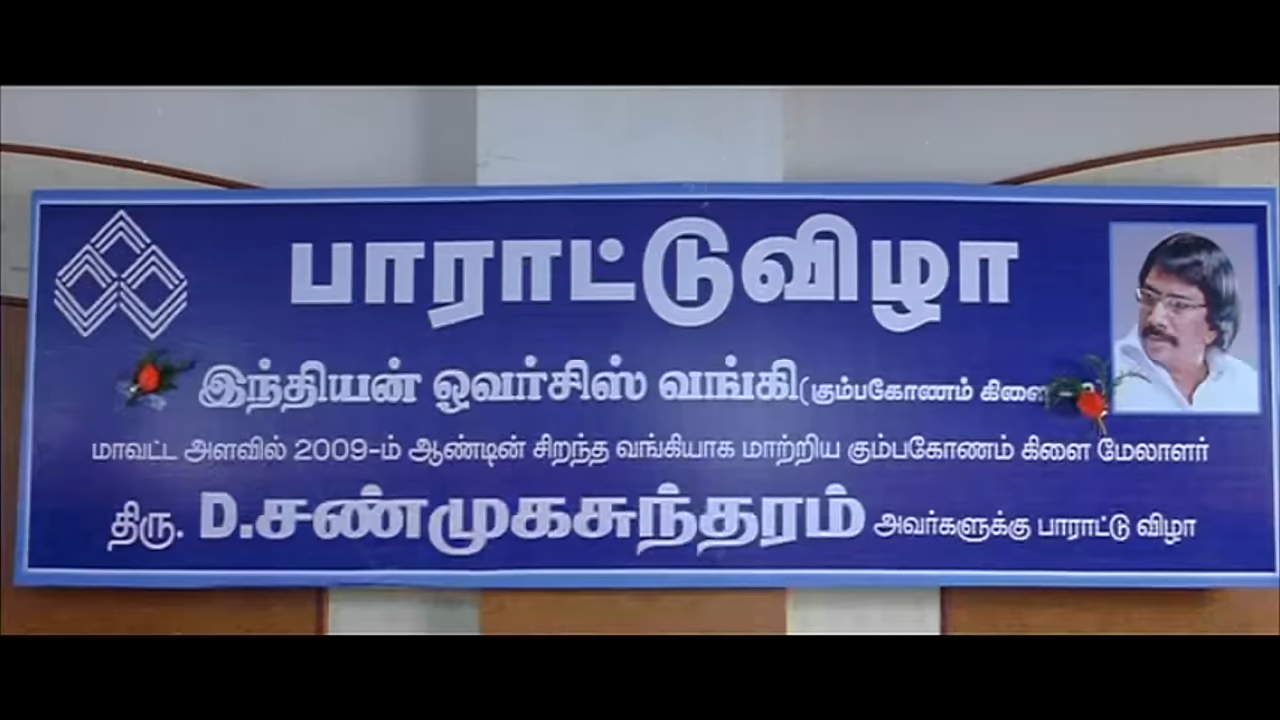 பாராட்டுவிழா
இந்தியன் ஓவர்சிஸ் வங்கி(கும்பகோணம் கிளை
மாவட்ட அளவில் 2009-ம் ஆண்டின் சிறந்த வங்கியாக மாற்றிய கும்பகோணம் கிளை மேலாளர்
திரு. D.சண்முகசுந்தரம் அவர்களுக்கு பாராட்டு விழா